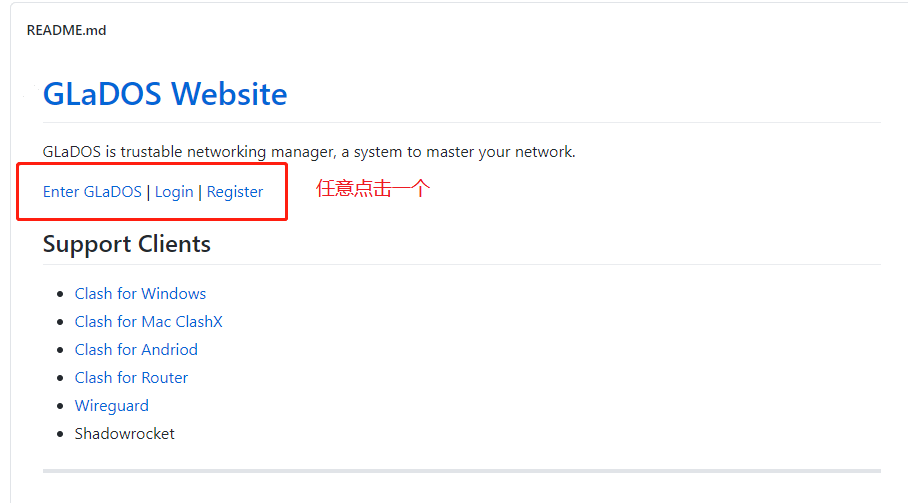 README.md
GLaDOS Website
GLaDOS is trustable networking manager, a system to master your network.
Enter GLaDOS | Login | Register
任意点击一个
Support Clients
Clash for Windows
Clash for Mac ClashX
Clash for Andriod
Clash for Router
Wireguard
Shadowrocket